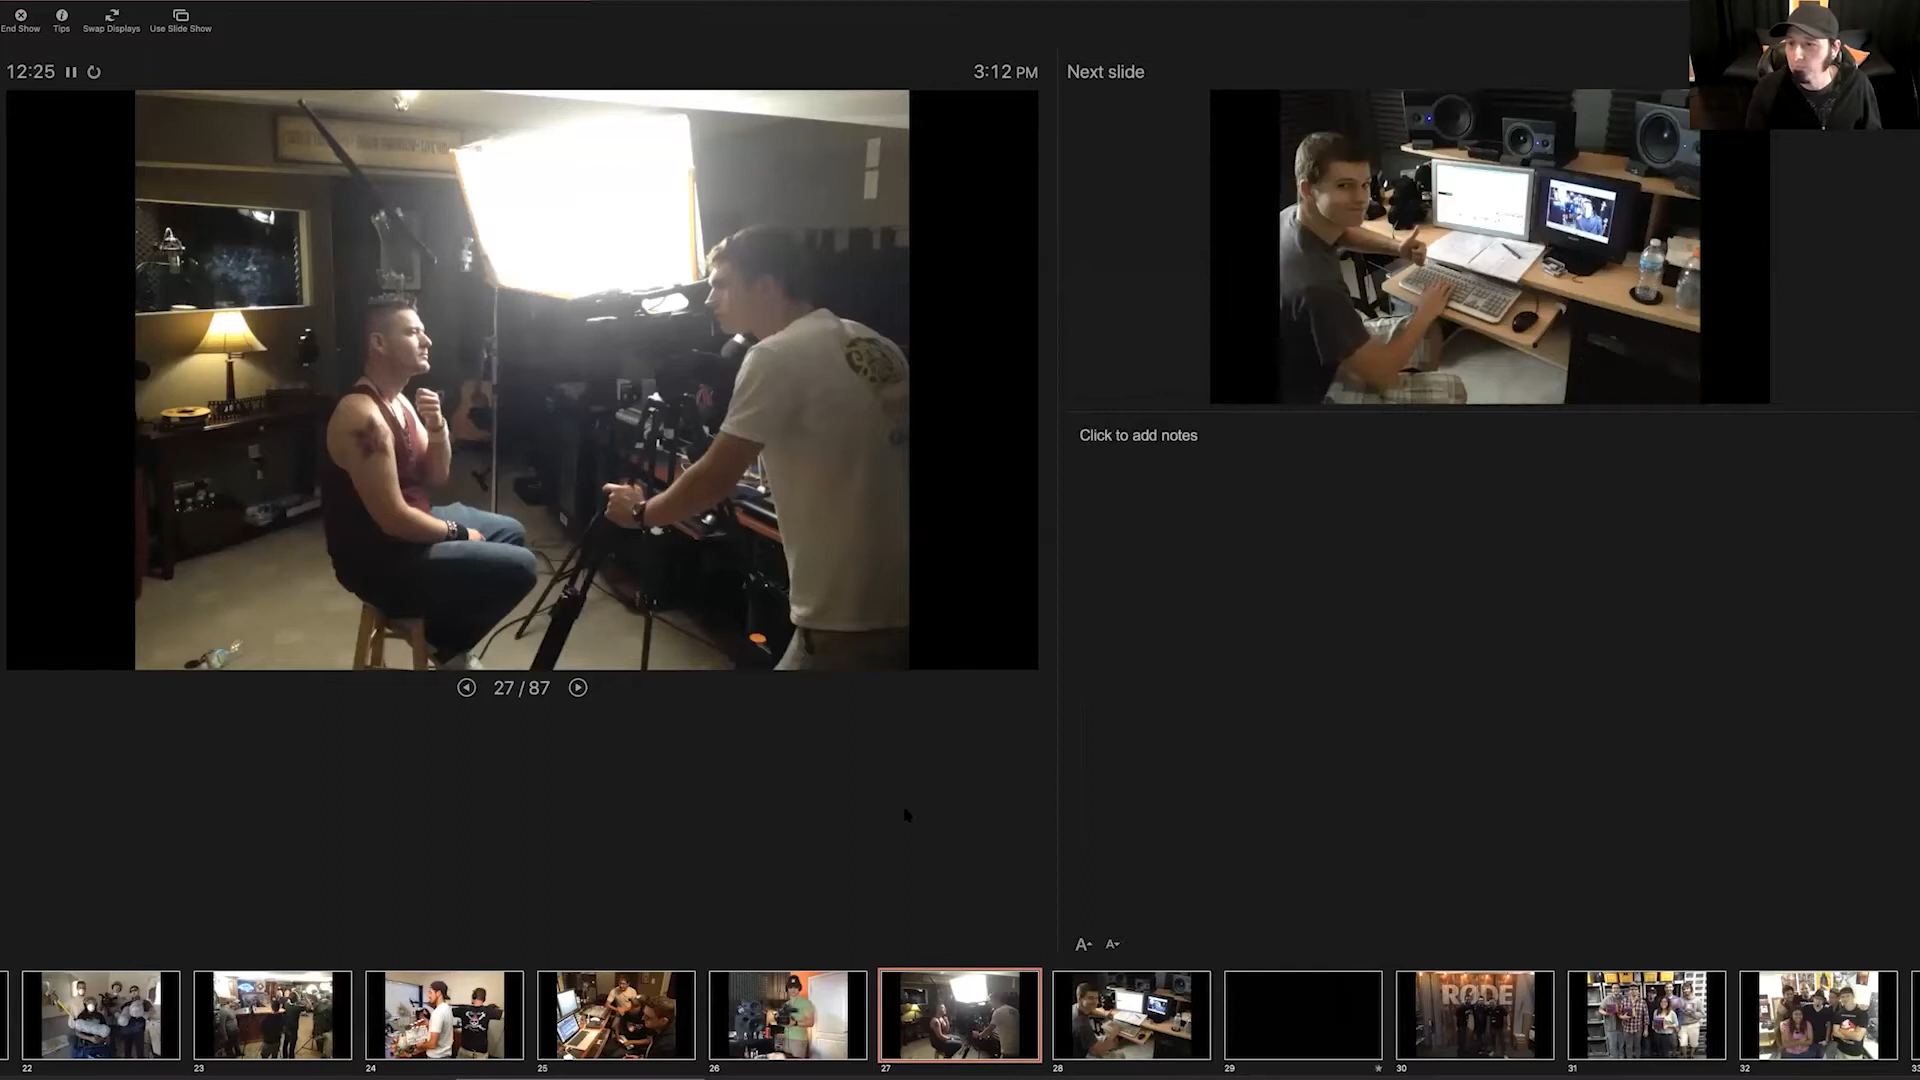 End Show
Tips
Swap Displays
Use Slide Show
12:25
3:12 PM
Next slide
27 / 87
Click to add notes
A
A
RØDE
22
23
24
25
26
27
28
29
30
31
32
33